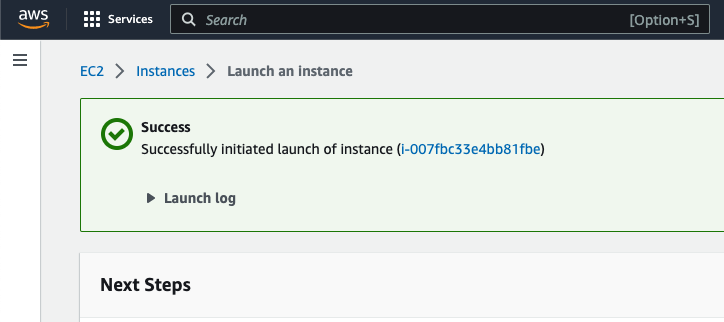 aws Services Search [Option+S]
EC2 Instances Launch an instance
Success
Successfully initiated launch of instance (i-007fbc33e4bb81fbe)
Launch log
Next Steps